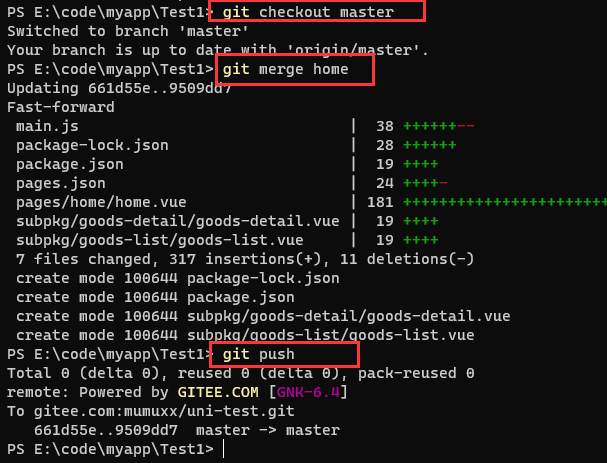 PS E:\code\myapp\Test1> git checkout master
Switched to branch 'master'
Your branch is up to date with 'origin/master'.
PS E:\code\myapp\Test1> git merge home
Updating 661d55e..9509dd7
Fast-forward
 main.js | 38 ++++++--
 package-lock.json | 28 ++++++
 package.json | 19 ++++
 pages.json | 24 ++++-
 pages/home/home.vue | 181 +++++++++++++++++++++++
 subpkg/goods-detail/goods-detail.vue | 19 ++++
 subpkg/goods-list/goods-list.vue | 19 ++++
 7 files changed, 317 insertions(+), 11 deletions(-)
 create mode 100644 package-lock.json
 create mode 100644 package.json
 create mode 100644 subpkg/goods-detail/goods-detail.vue
 create mode 100644 subpkg/goods-list/goods-list.vue
PS E:\code\myapp\Test1> git push
Total 0 (delta 0), reused 0 (delta 0), pack-reused 0
remote: Powered by GITEE.COM [GNK-6.4]
To gitee.com:mumuxx/uni-test.git
   661d55e..9509dd7  master -> master
PS E:\code\myapp\Test1>